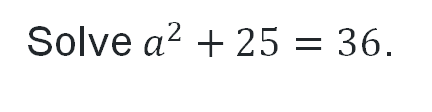 Solve a² + 25 = 36.